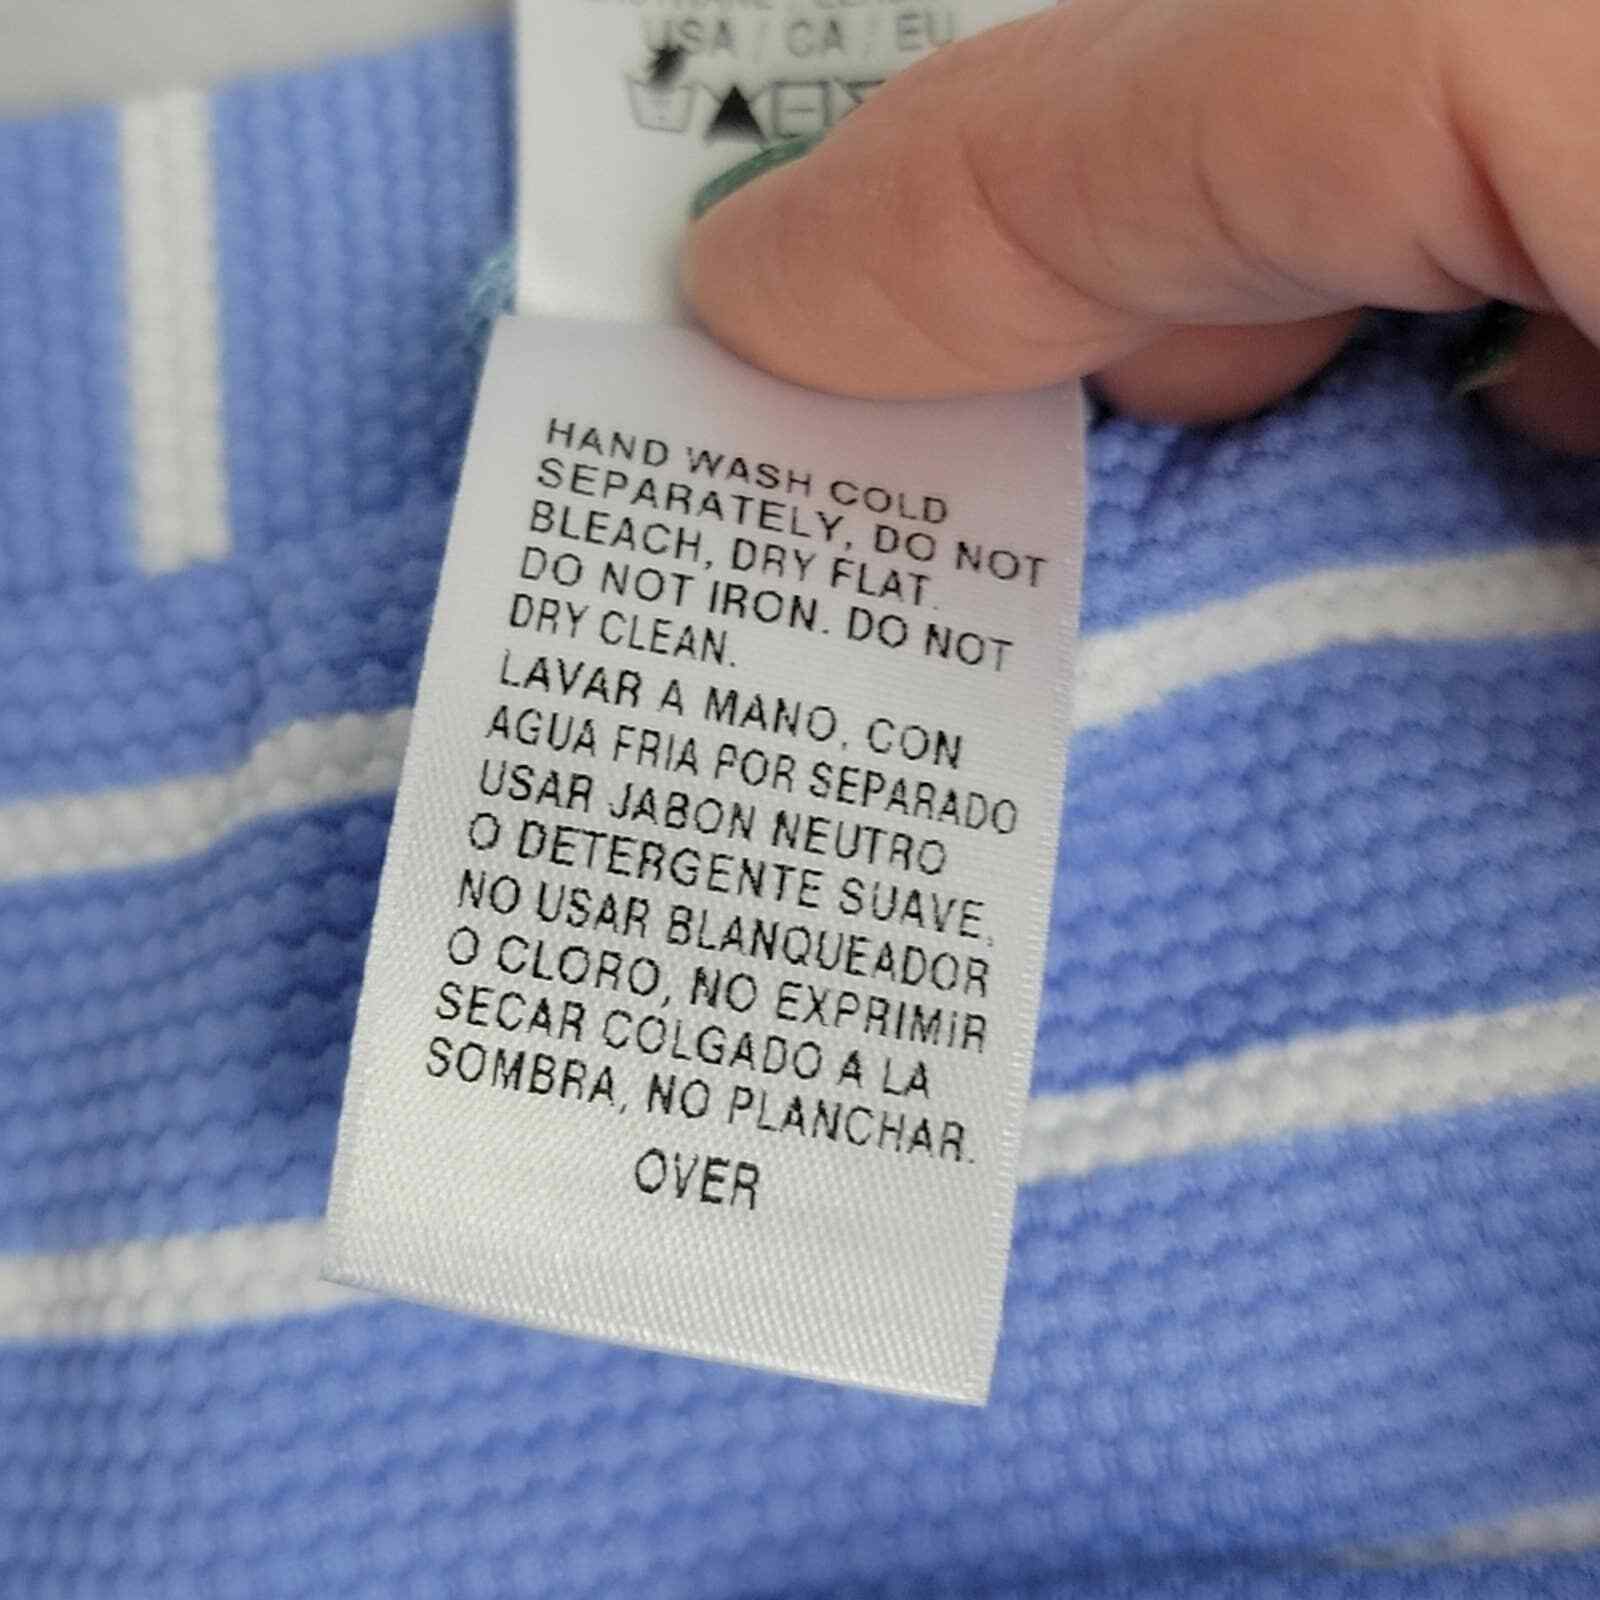 USA / CA / EU
HAND WASH COLD
SEPARATELY, DO NOT
BLEACH, DRY FLAT.
DO NOT IRON. DO NOT
DRY CLEAN.
LAVAR A MANO, CON
AGUA FRIA POR SEPARADO
USAR JABON NEUTRO
O DETERGENTE SUAVE,
NO USAR BLANQUEADOR
O CLORO, NO EXPRIMIR
SECAR COLGADO A LA
SOMBRA, NO PLANCHAR.
OVER